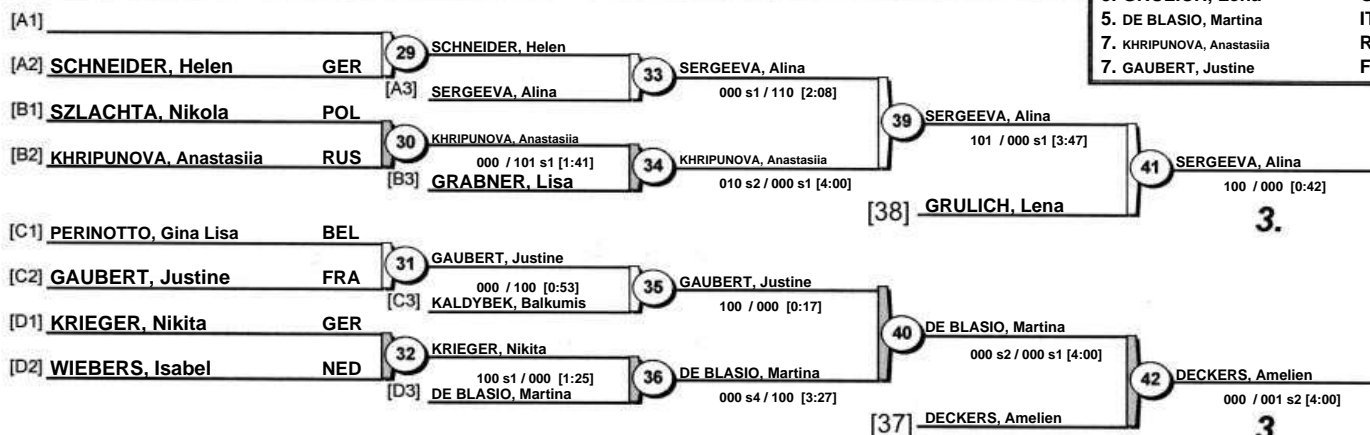 5. DE BLASIO, Martina
7. KHRIPUNOVA, Anastasiia R
7. GAUBERT, Justine F
[A1]
[A2] SCHNEIDER, Helen GER
29
SCHNEIDER, Helen
[A3] SERGEEVA, Alina
33
SERGEEVA, Alina
000 s1 / 110 [2:08]
[B1] SZLACHTA, Nikola POL
[B2] KHRIPUNOVA, Anastasiia RUS
30
KHRIPUNOVA, Anastasiia
000 / 101 s1 [1:41]
[B3] GRABNER, Lisa
34
KHRIPUNOVA, Anastasiia
010 s2 / 000 s1 [4:00]
39
SERGEEVA, Alina
101 / 000 s1 [3:47]
[38] GRULICH, Lena
41
SERGEEVA, Alina
100 / 000 [0:42]
3.
[C1] PERINOTTO, Gina Lisa BEL
[C2] GAUBERT, Justine FRA
31
GAUBERT, Justine
000 / 100 [0:53]
[C3] KALDYBEK, Balkumis
35
GAUBERT, Justine
100 / 000 [0:17]
[D1] KRIEGER, Nikita GER
[D2] WIEBERS, Isabel NED
32
KRIEGER, Nikita
100 s1 / 000 [1:25]
[D3] DE BLASIO, Martina
36
DE BLASIO, Martina
000 s4 / 100 [3:27]
40
DE BLASIO, Martina
000 s2 / 000 s1 [4:00]
[37] DECKERS, Amelien
42
DECKERS, Amelien
000 / 001 s2 [4:00]
3